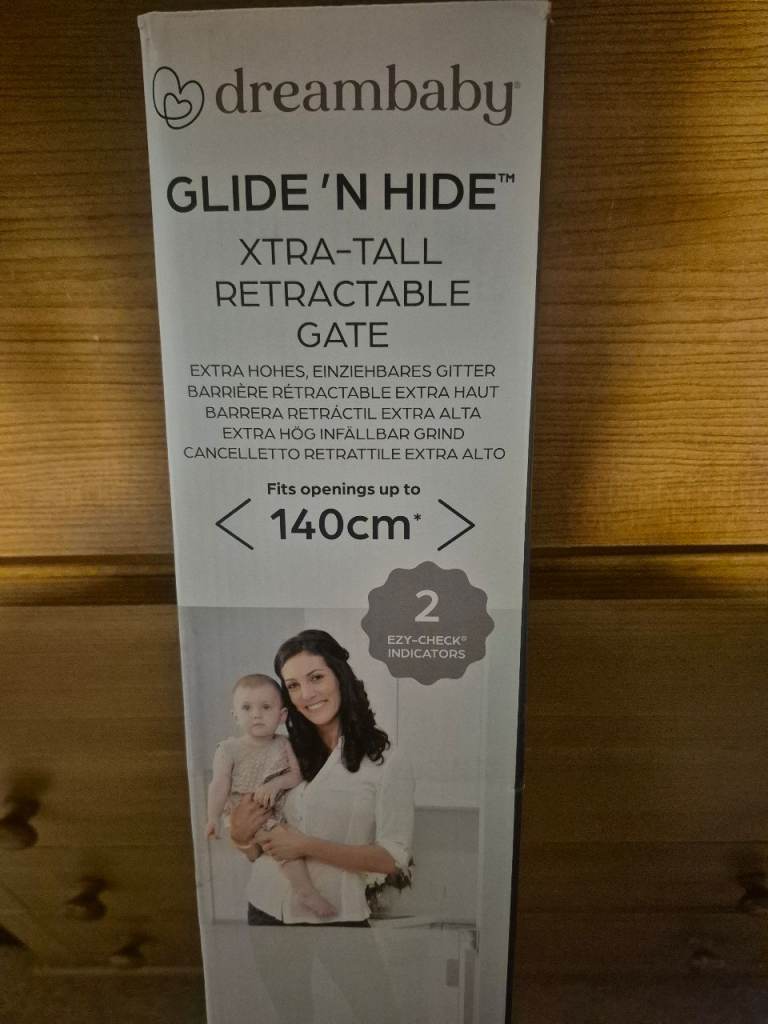 dreambaby®
GLIDE 'N HIDE™
XTRA-TALL
RETRACTABLE
GATE
EXTRA HOHES, EINZIEHBARES GITTER
BARRIÈRE RÉTRACTABLE EXTRA HAUT
BARRERA RETRÁCTIL EXTRA ALTA
EXTRA HÖG INFÄLLBAR GRIND
CANCELLETTO RETRATTILE EXTRA ALTO
Fits openings up to
< 140cm* >
2
EZY-CHECK®
INDICATORS